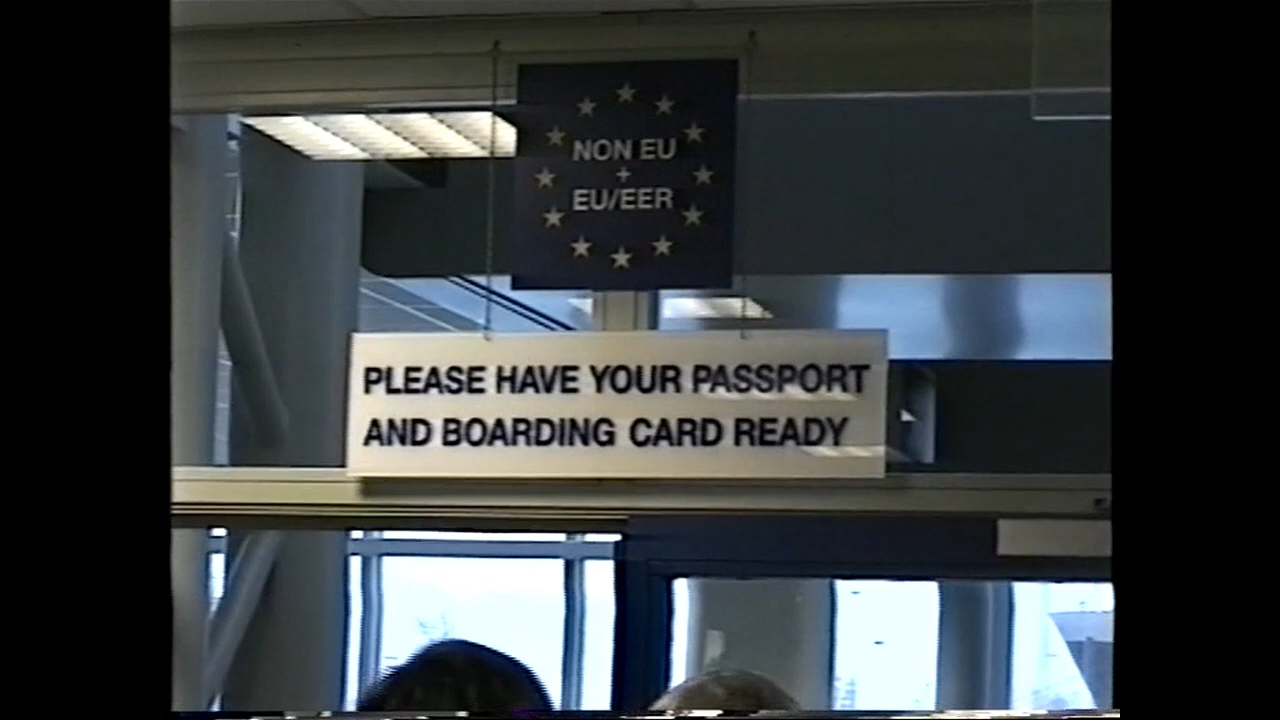 NON EU
+
EU/EER
PLEASE HAVE YOUR PASSPORT
AND BOARDING CARD READY